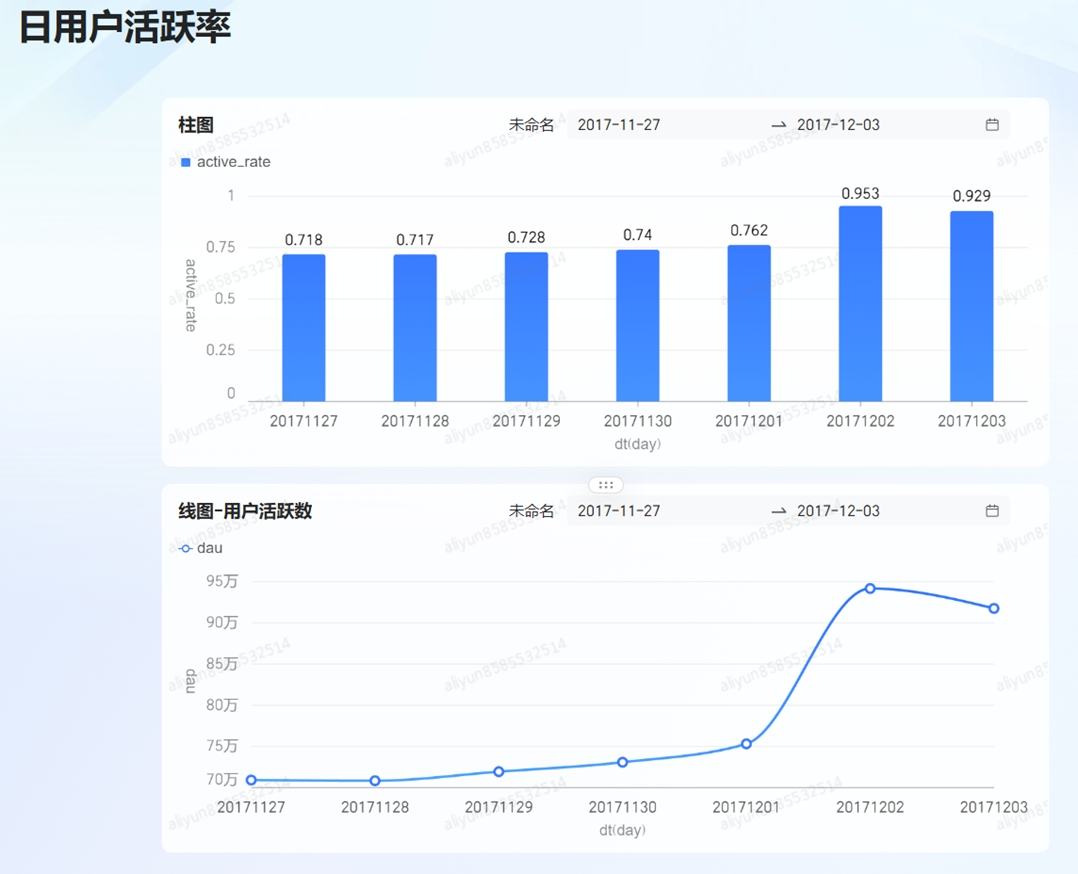 日用户活跃率
柱图 未命名 2017-11-27 → 2017-12-03
active_rate
1
0.75
0.5
0.25
0
active_rate
0.718 0.717 0.728 0.74 0.762 0.953 0.929
20171127 20171128 20171129 20171130 20171201 20171202 20171203
dt(day)
线图-用户活跃数 未命名 2017-11-27 → 2017-12-03
dau
95万
90万
85万
80万
75万
70万
dau
20171127 20171128 20171129 20171130 20171201 20171202 20171203
dt(day)
aliyun8585532514